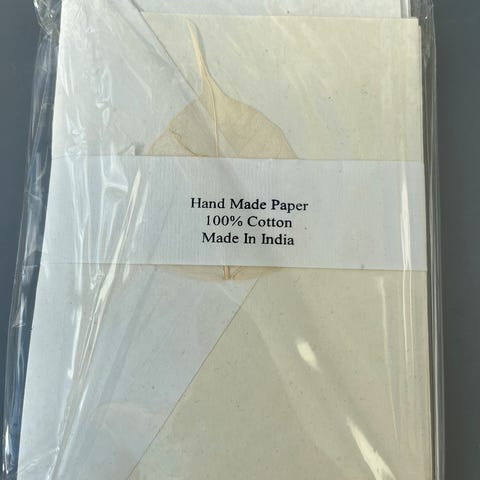 Hand Made Paper
100% Cotton
Made In India